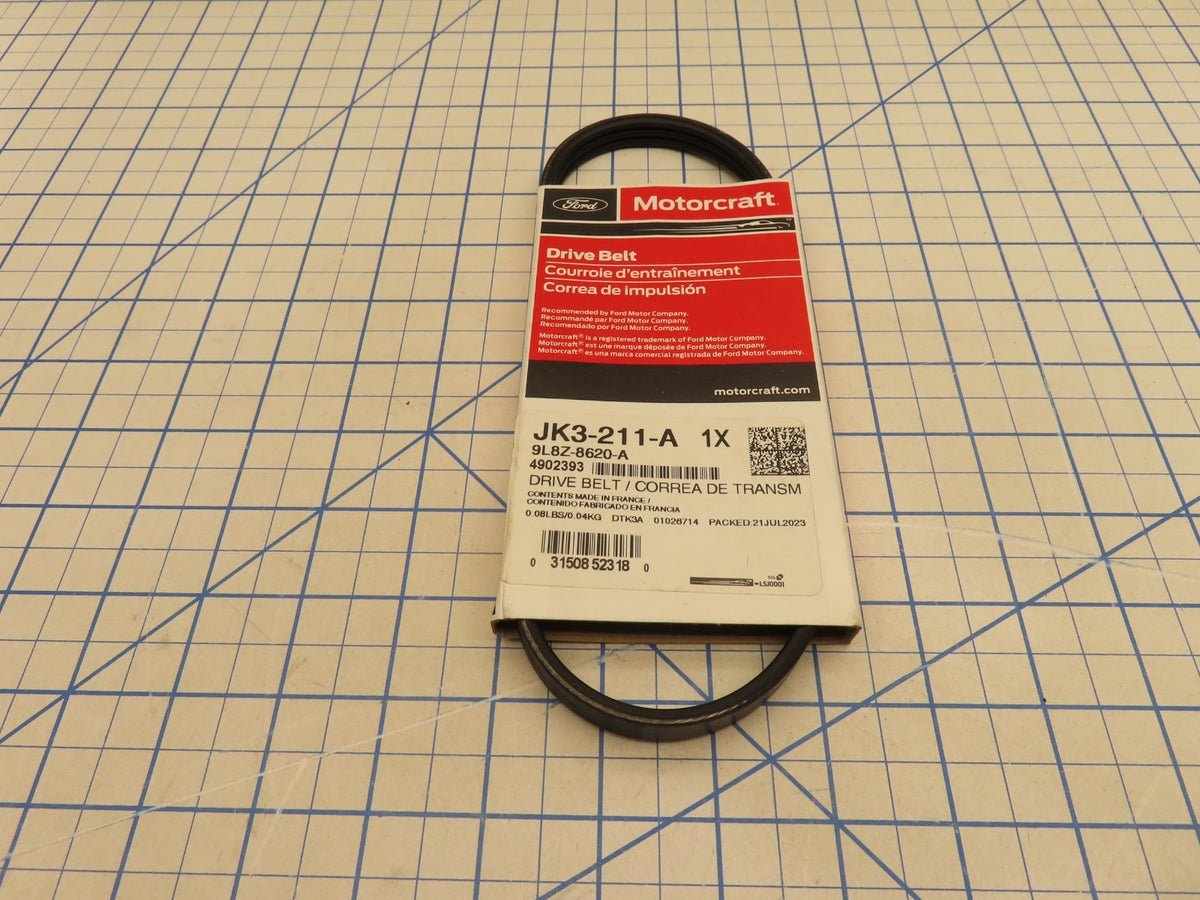 Ford
Motorcraft
Drive Belt
Courroie d'entraînement
Correa de impulsión
Recommended by Ford Motor Company.
Recommandé par Ford Motor Company.
Recomendado por Ford Motor Company.
Motorcraft® is a registered trademark of Ford Motor Company.
Motorcraft® est une marque déposée de Ford Motor Company.
Motorcraft® es una marca comercial registrada de Ford Motor Company.
motorcraft.com
JK3-211-A 1X
9L8Z-8620-A
4902393
DRIVE BELT / CORREA DE TRANSM
CONTENTS MADE IN FRANCE /
CONTENIDO FABRICADO EN FRANCIA
0.08LBS/0.04KG DTK3A 01026714 PACKED:21JUL2023
0 31508 52318 0
LSJ0001